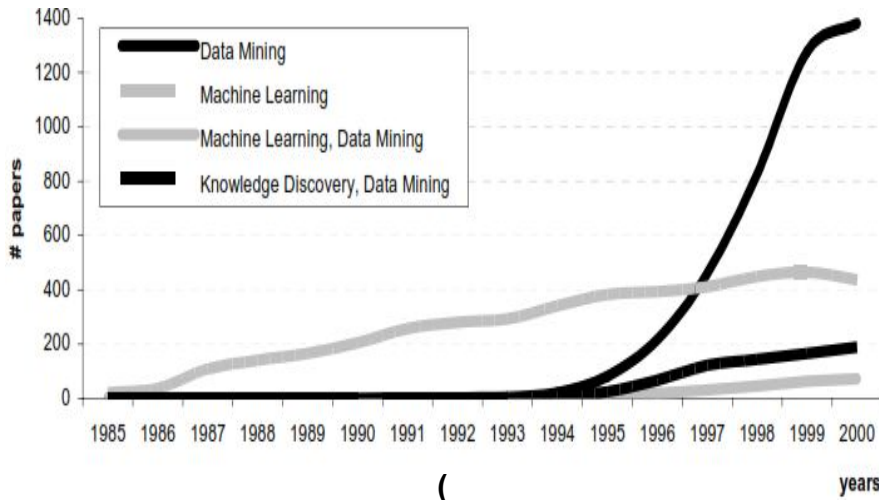 1400
1200
1000
800
600
400
200
0
# papers
Data Mining
Machine Learning
Machine Learning, Data Mining
Knowledge Discovery, Data Mining
1985 1986 1987 1988 1989 1990 1991 1992 1993 1994 1995 1996 1997 1998 1999 2000
(
years